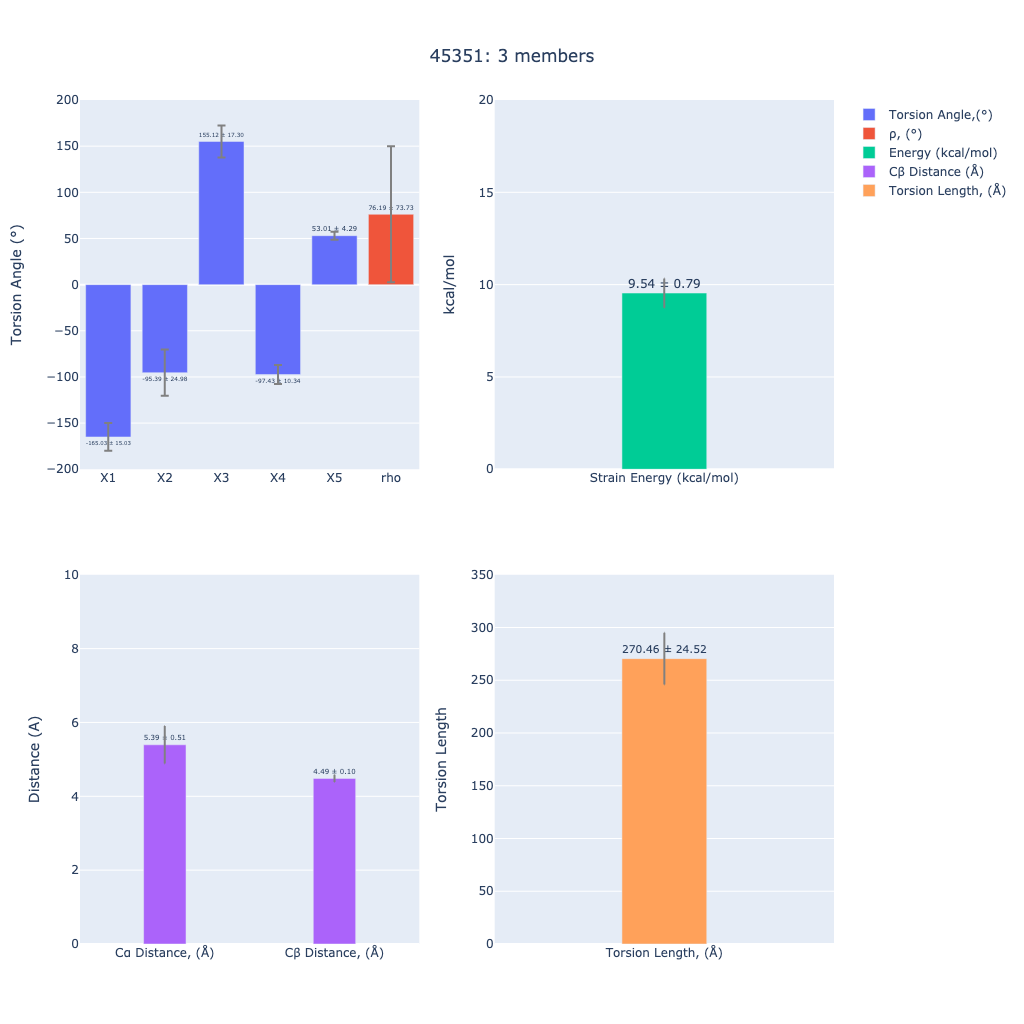 45351: 3 members
Torsion Angle (°)
200
150
100
50
0
−50
−100
−150
−200
-165.03 ± 15.03
-95.39 ± 24.98
155.12 ± 17.30
-97.43 ± 10.34
53.01 ± 4.29
76.19 ± 73.73
X1 X2 X3 X4 X5 rho
kcal/mol
20
15
10
5
0
9.54 ± 0.79
Strain Energy (kcal/mol)
Torsion Angle,(°)
ρ, (°)
Energy (kcal/mol)
Cβ Distance (Å)
Torsion Length, (Å)
Distance (A)
10
8
6
4
2
0
5.39 ± 0.51
4.49 ± 0.10
Cα Distance, (Å) Cβ Distance, (Å)
Torsion Length
350
300
250
200
150
100
50
0
270.46 ± 24.52
Torsion Length, (Å)